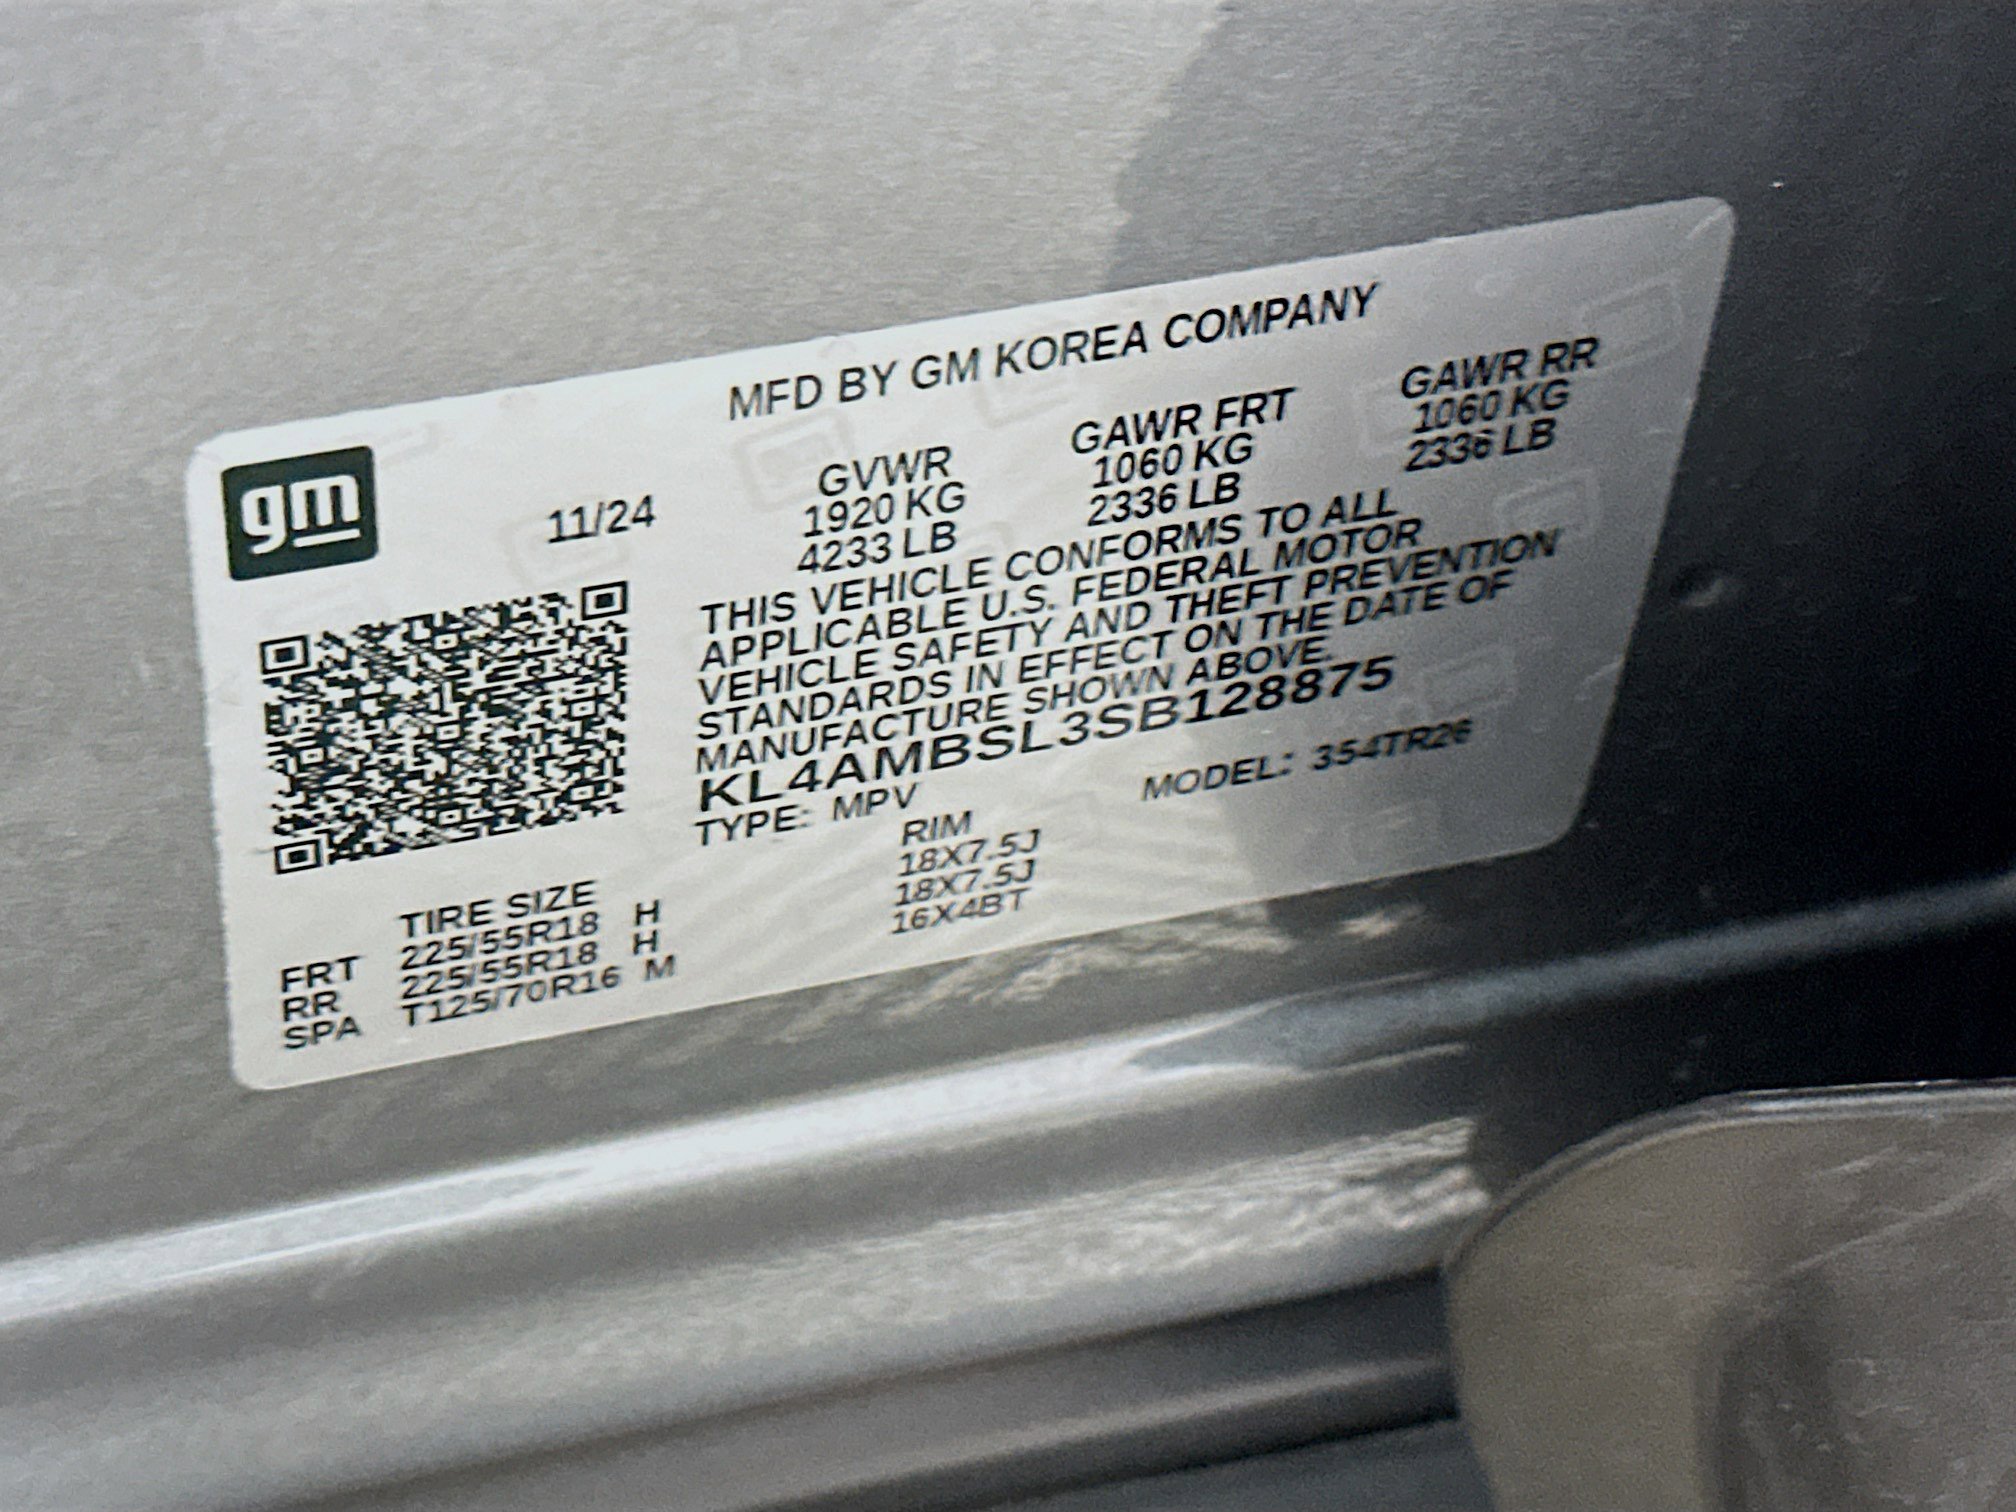 MFD BY GM KOREA COMPANY
gm
11/24
GVWR GAWR FRT GAWR RR
1920 KG 1060 KG 1060 KG
4233 LB 2336 LB 2336 LB
THIS VEHICLE CONFORMS TO ALL
APPLICABLE U.S. FEDERAL MOTOR
VEHICLE SAFETY AND THEFT PREVENTION
STANDARDS IN EFFECT ON THE DATE OF
MANUFACTURE SHOWN ABOVE.
KL4AMBSL3SB128875
TYPE: MPV MODEL: 354TR26
TIRE SIZE RIM
FRT 225/55R18 H 18X7.5J
RR 225/55R18 H 18X7.5J
SPA T125/70R16 M 16X4BT